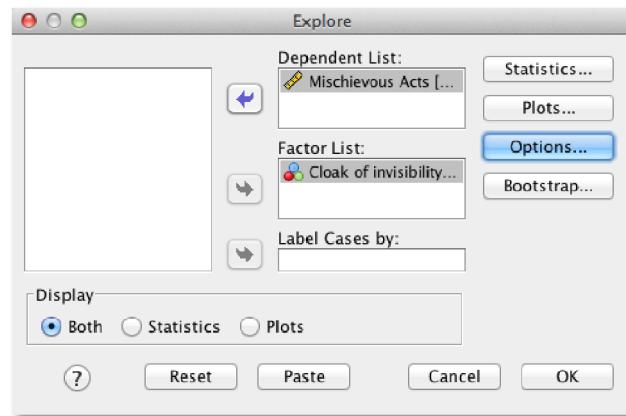 Explore
Dependent List:
Mischievous Acts [...
Factor List:
Cloak of invisibility...
Label Cases by:
Statistics...
Plots...
Options...
Bootstrap...
Display
Both Statistics Plots
? Reset Paste Cancel OK